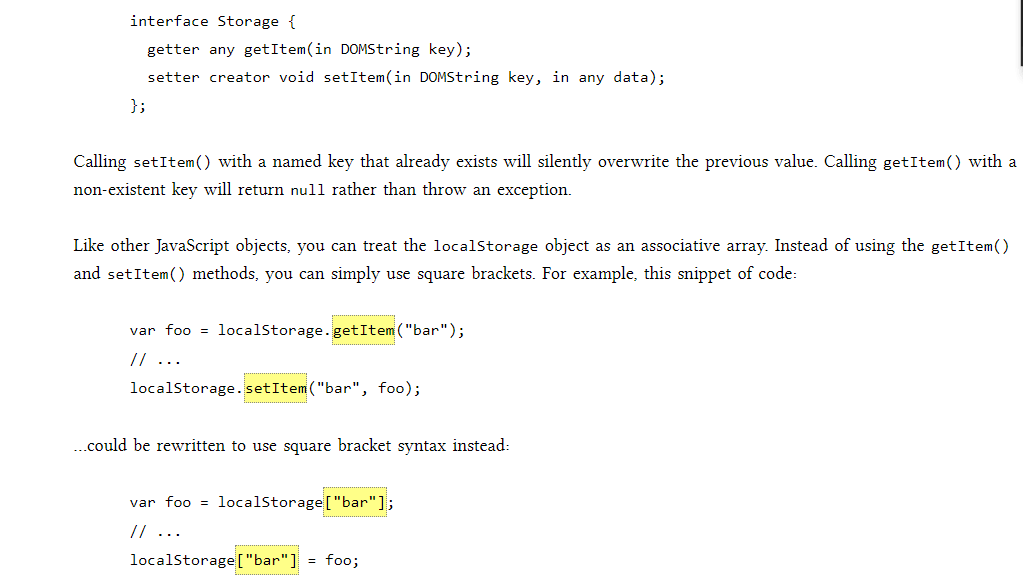 interface Storage {
getter any getItem(in DOMString key);
setter creator void setItem(in DOMString key, in any data);
};
Calling setItem() with a named key that already exists will silently overwrite the previous value. Calling getItem() with a
non-existent key will return null rather than throw an exception.
Like other JavaScript objects, you can treat the localStorage object as an associative array. Instead of using the getItem()
and setItem() methods, you can simply use square brackets. For example, this snippet of code:
var foo = localStorage.getItem("bar");
// ...
localStorage.setItem("bar", foo);
…could be rewritten to use square bracket syntax instead:
var foo = localStorage["bar"];
// ...
localStorage["bar"] = foo;